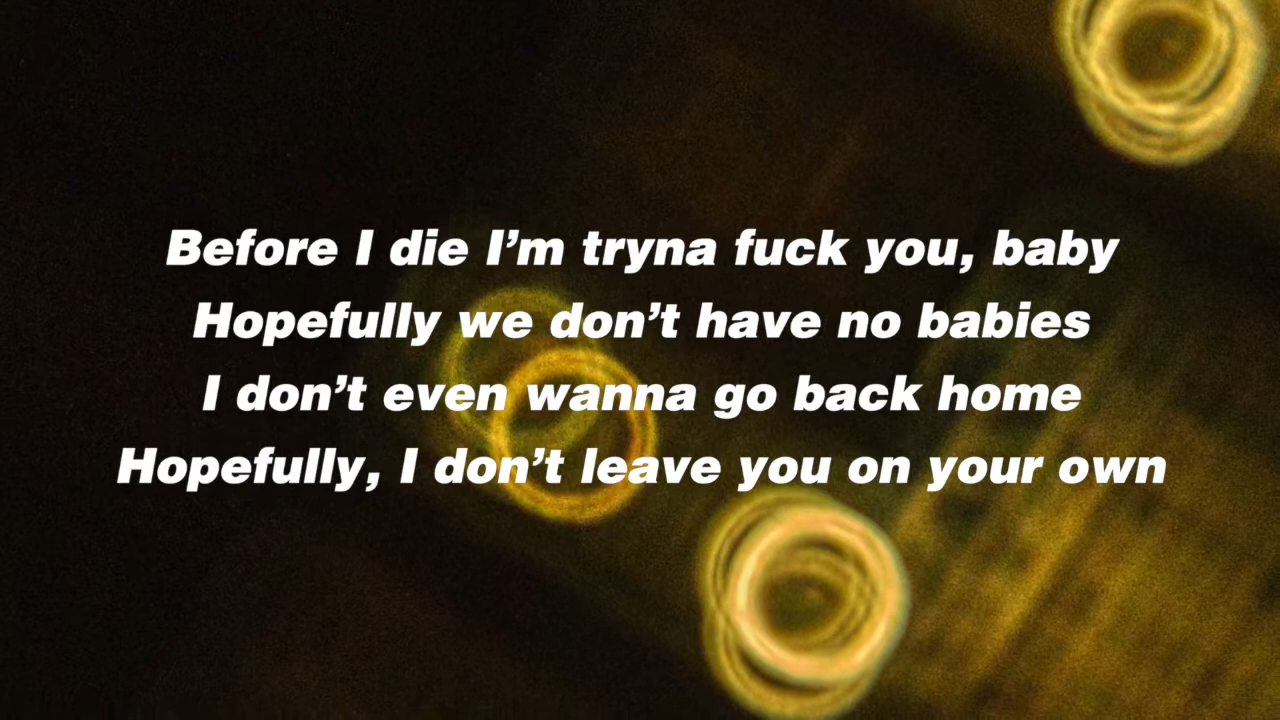 Before I die I’m tryna fuck you, baby
Hopefully we don’t have no babies
I don’t even wanna go back home
Hopefully, I don’t leave you on your own